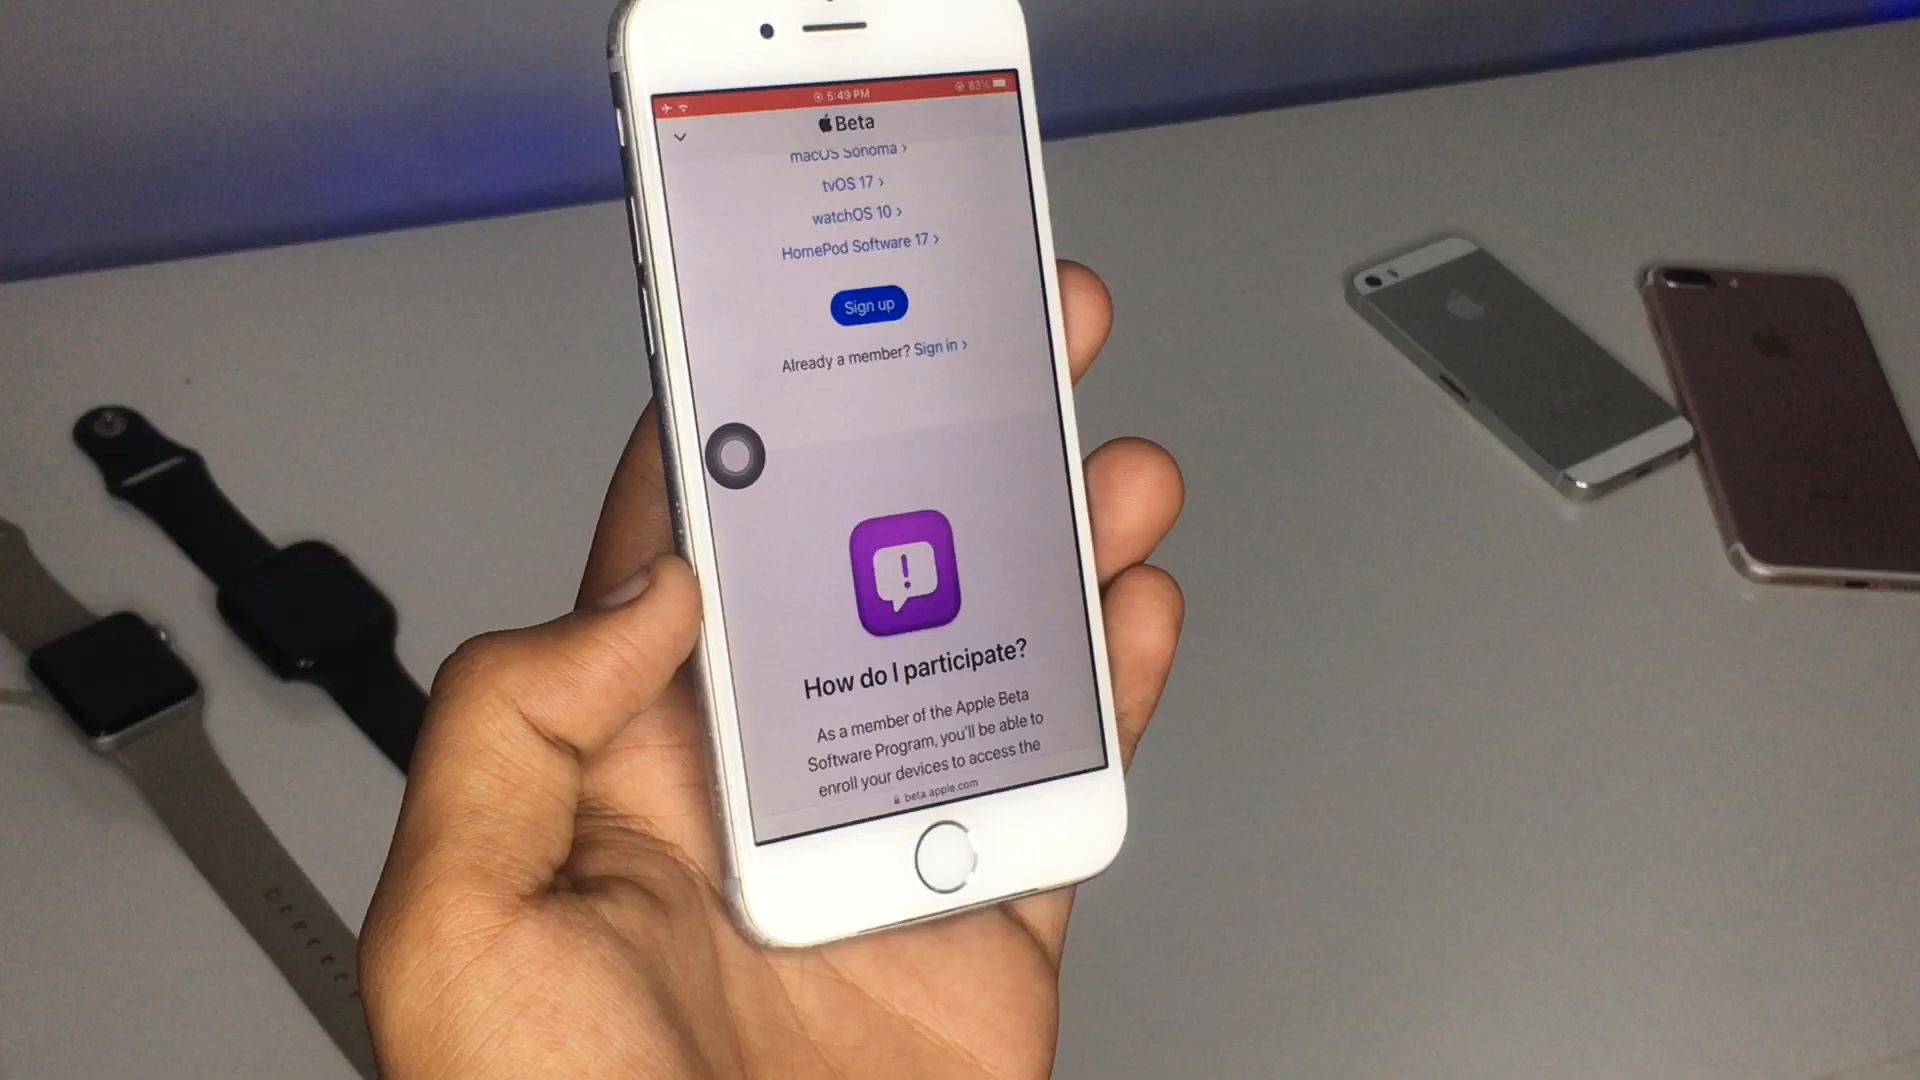 5:49 PM
83%
Beta
macOS Sonoma >
tvOS 17 >
watchOS 10 >
HomePod Software 17 >
Sign up
Already a member? Sign in >
How do I participate?
As a member of the Apple Beta
Software Program, you'll be able to
enroll your devices to access the
beta.apple.com